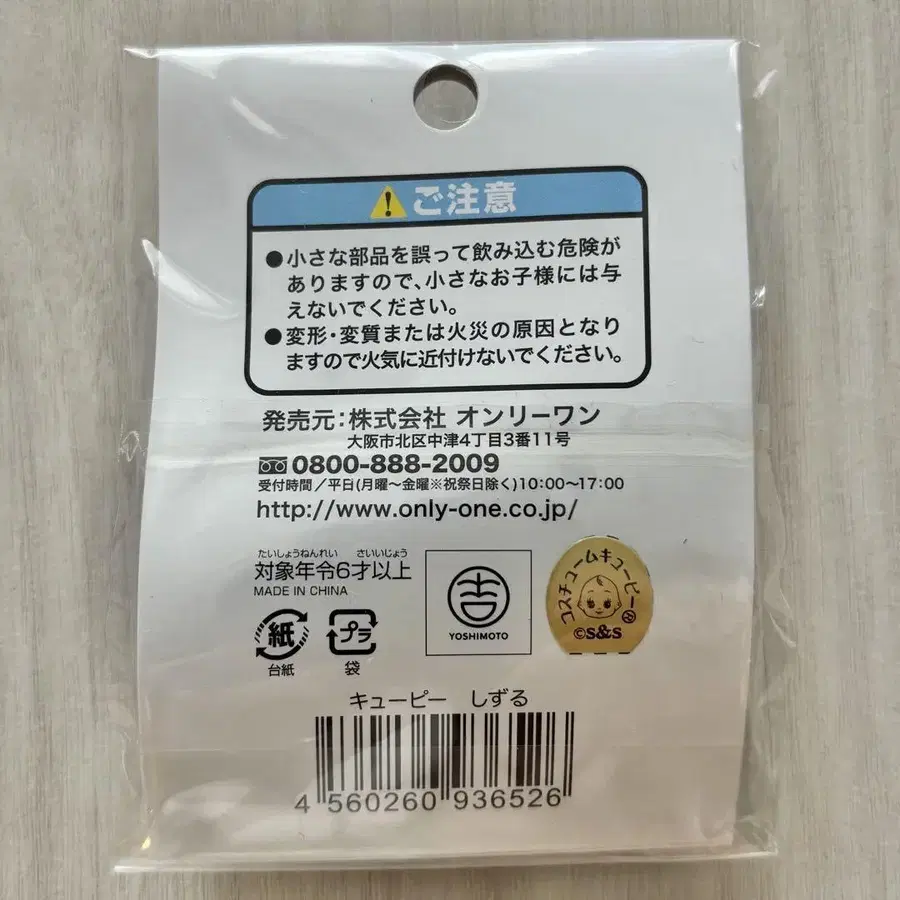 ご注意
●小さな部品を誤って飲み込む危険が
ありますので、小さなお子様には与
えないでください。
●変形・変質または火災の原因となり
ますので火気に近付けないでください。
発売元：株式会社 オンリーワン
大阪市北区中津4丁目3番11号
0800-888-2009
受付時間／平日(月曜～金曜※祝祭日除く)10:00～17:00
http://www.only-one.co.jp/
たいしょうねんれい さいいじょう
対象年令6才以上
MADE IN CHINA
紙
台紙
プラ
袋
吉
YOSHIMOTO
コスチュームキューピー®
©S&S
キューピー しずる
4 560260 936526